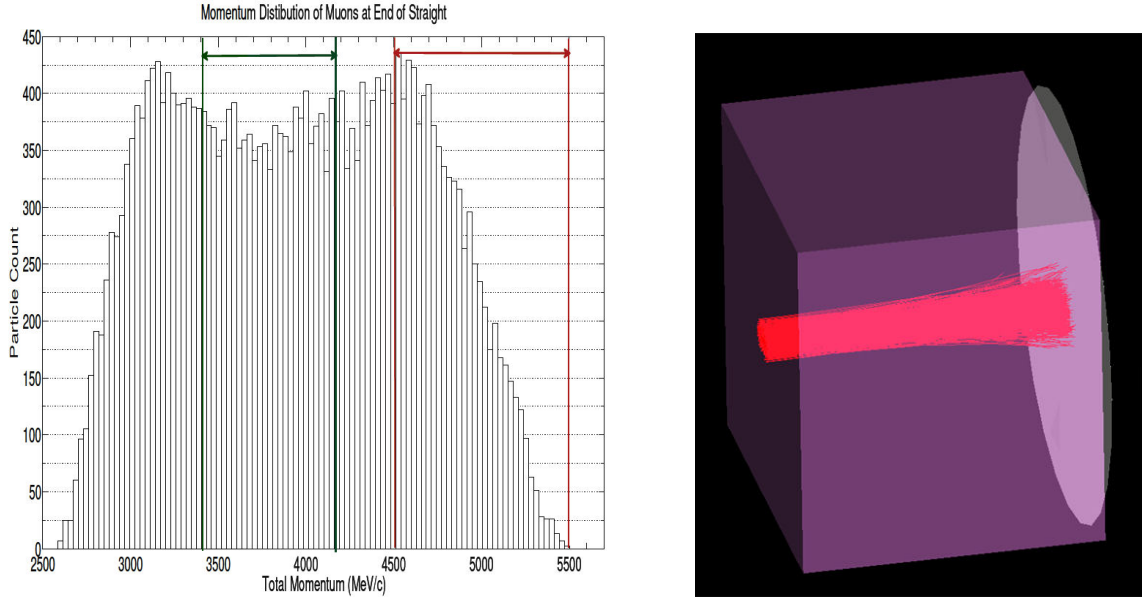 Momentum Distibution of Muons at End of Straight
450
400
350
300
250
200
150
100
50
0
Particle Count
2500 3000 3500 4000 4500 5000 5500
Total Momentum (MeV/c)